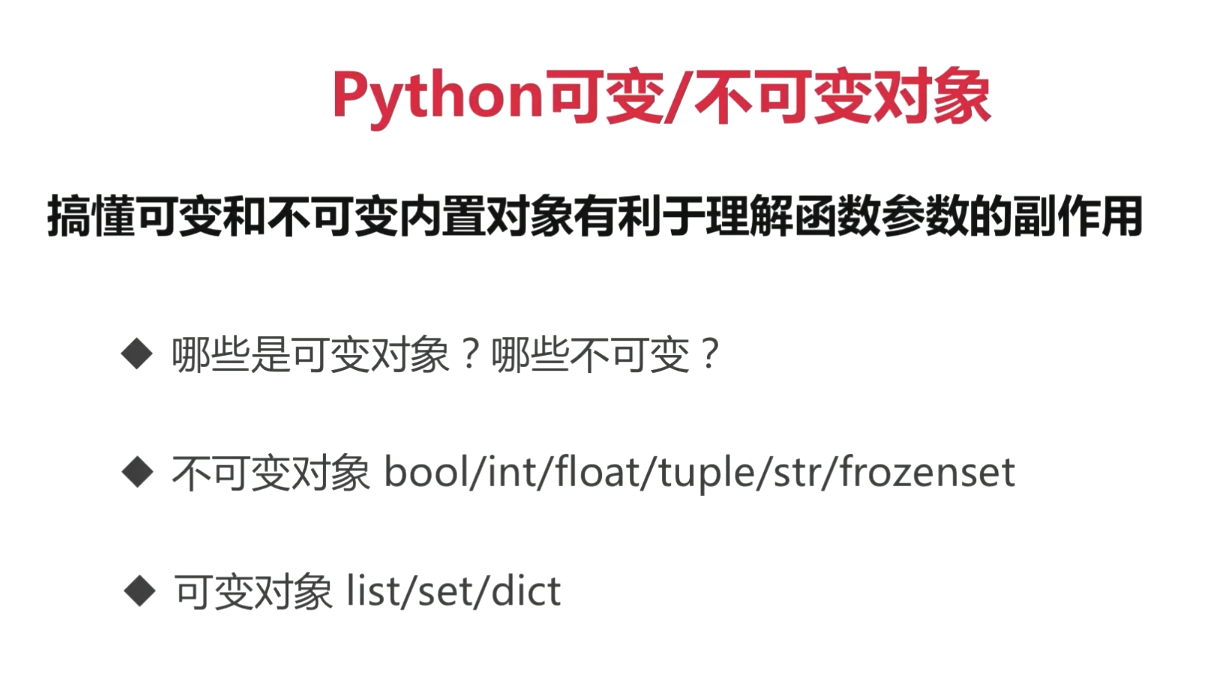 Python可变/不可变对象
搞懂可变和不可变内置对象有利于理解函数参数的副作用
◆ 哪些是可变对象？哪些不可变？
◆ 不可变对象 bool/int/float/tuple/str/frozenset
◆ 可变对象 list/set/dict